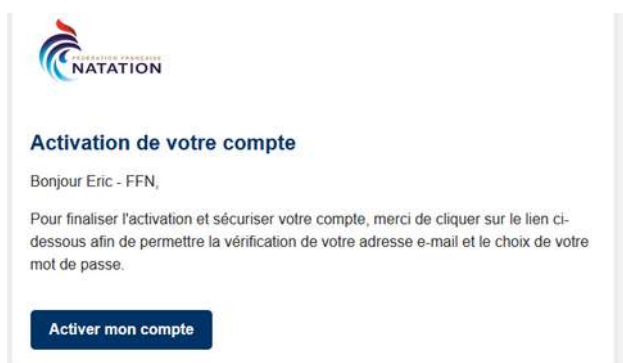 FÉDÉRATION FRANÇAISE
NATATION
Activation de votre compte
Bonjour Eric - FFN,
Pour finaliser l'activation et sécuriser votre compte, merci de cliquer sur le lien ci-
dessous afin de permettre la vérification de votre adresse e-mail et le choix de votre
mot de passe.
Activer mon compte